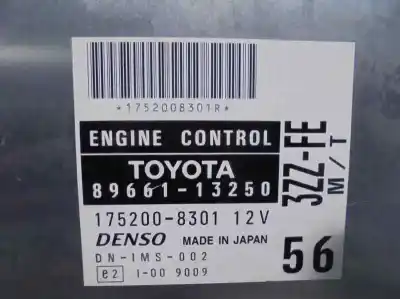 *1752008301R*
ENGINE CONTROL
TOYOTA
89661-13250
175200-8301 12V
DENSO MADE IN JAPAN
DN-IMS-002
e2 I-00 9009
3ZZ-FE
M/T
56